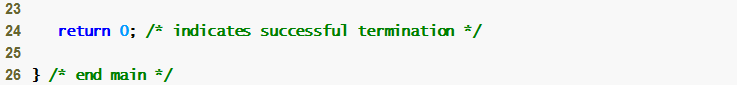 23
24 return 0; /* indicates successful termination */
25
26 } /* end main */